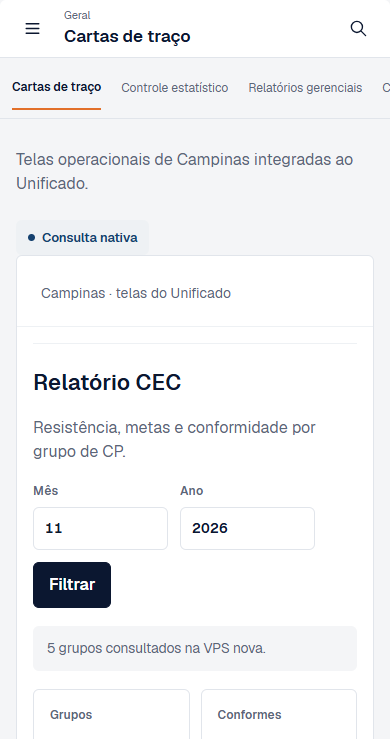 Geral
Cartas de traço
Cartas de traço
Controle estatístico
Relatórios gerenciais
C
Telas operacionais de Campinas integradas ao
Unificado.
Consulta nativa
Campinas · telas do Unificado
Relatório CEC
Resistência, metas e conformidade por
grupo de CP.
Mês
Ano
11
2026
Filtrar
5 grupos consultados na VPS nova.
Grupos
Conformes